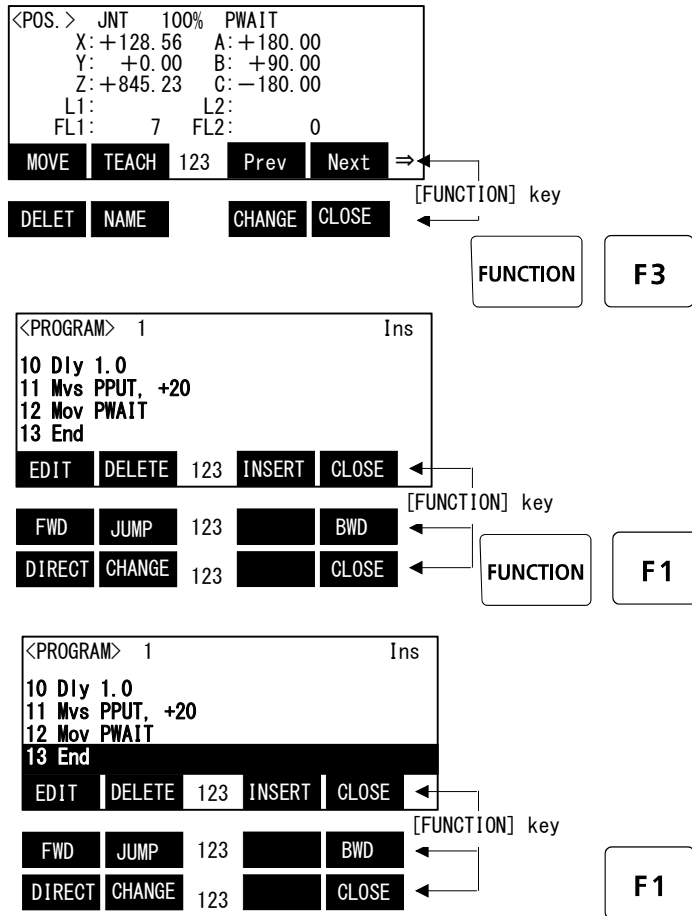 <POS.> JNT 100% PWAIT
X:+128.56 A:+180.00
Y: +0.00 B: +90.00
Z:+845.23 C:-180.00
L1: L2:
FL1: 7 FL2: 0
MOVE TEACH 123 Prev Next ⇒
[FUNCTION] key
DELET NAME CHANGE CLOSE
FUNCTION F3
<PROGRAM> 1 Ins
10 Dly 1.0
11 Mvs PPUT, +20
12 Mov PWAIT
13 End
EDIT DELETE 123 INSERT CLOSE
[FUNCTION] key
FWD JUMP 123 BWD
DIRECT CHANGE 123 CLOSE
FUNCTION F1
<PROGRAM> 1 Ins
10 Dly 1.0
11 Mvs PPUT, +20
12 Mov PWAIT
13 End
EDIT DELETE 123 INSERT CLOSE
[FUNCTION] key
FWD JUMP 123 BWD
DIRECT CHANGE 123 CLOSE
F1